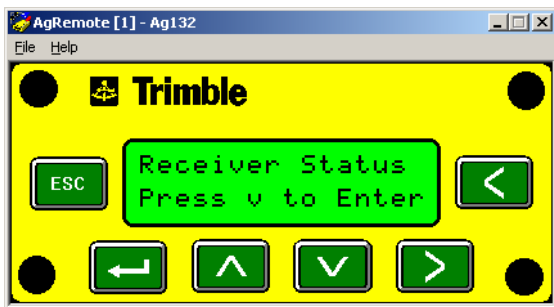 AgRemote [1] - Ag132
File Help
Trimble
ESC
Receiver Status
Press v to Enter